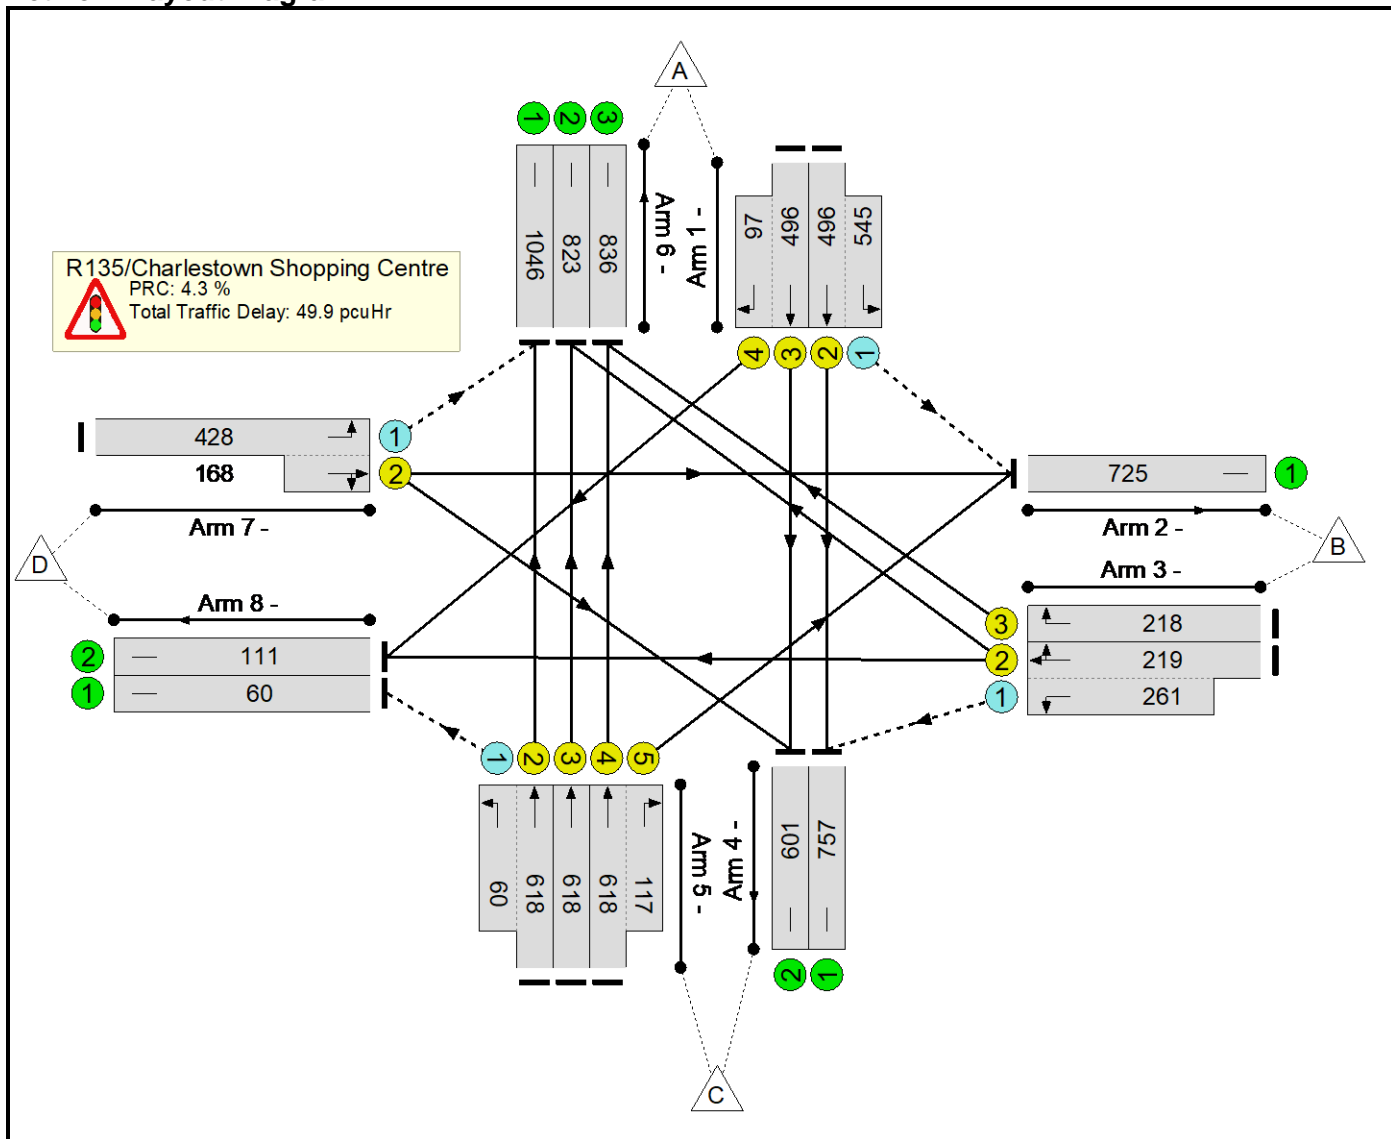 A
1 2 3
1046 823 836
Arm 6 -
Arm 1 -
97 496 496 545
4 3 2 1
R135/Charlestown Shopping Centre
PRC: 4.3 %
Total Traffic Delay: 49.9 pcuHr
428 1
168 2
Arm 7 -
D
Arm 8 -
2 111
1 60
725 1
Arm 2 -
B
Arm 3 -
3 218
2 219
1 261
1 2 3 4 5
60 618 618 618 117
Arm 5 -
Arm 4 -
601 757
2 1
C